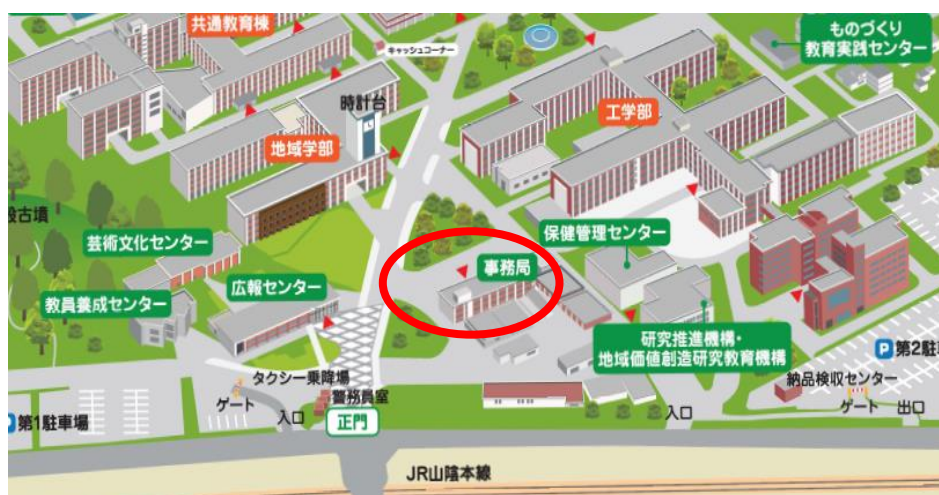 共通教育棟
キャッシュコーナー
ものづくり
教育実践センター
時計台
工学部
地域学部
古墳
芸術文化センター
保健管理センター
事務局
広報センター
教員養成センター
研究推進機構・
地域価値創造研究教育機構
P第2駐
タクシー乗降場
納品検収センター
ゲート
警務員室
ゲート
出口
入口
入口
P第1駐車場
正門
JR山陰本線